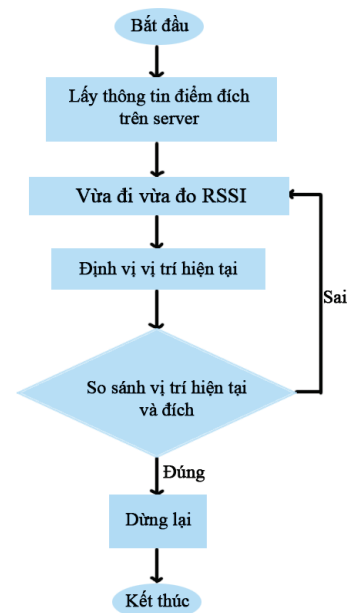 Bắt đầu
Lấy thông tin điểm đích
trên server
Vừa đi vừa đo RSSI
Định vị vị trí hiện tại
Sai
So sánh vị trí hiện tại
và đích
Đúng
Dừng lại
Kết thúc